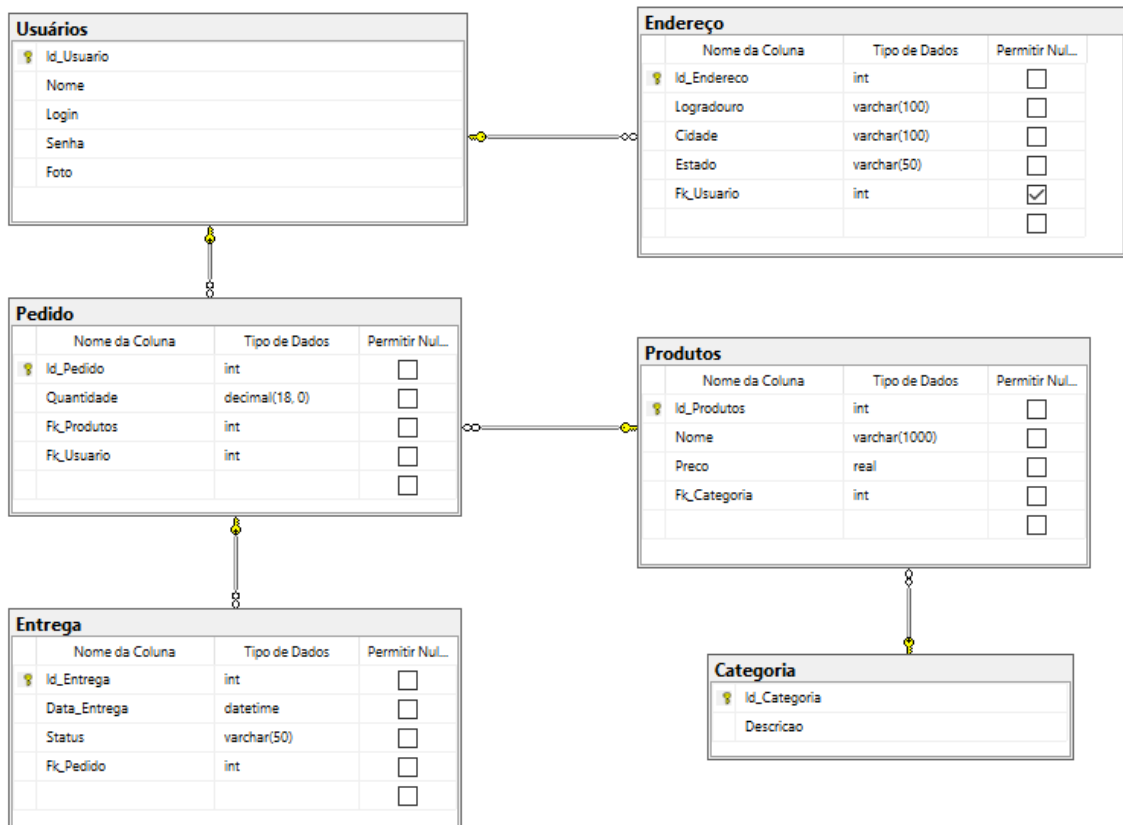 Usuários
Id_Usuario
Nome
Login
Senha
Foto
Endereço
Nome da Coluna Tipo de Dados Permitir Nul...
Id_Endereco int
Logradouro varchar(100)
Cidade varchar(100)
Estado varchar(50)
Fk_Usuario int
Pedido
Nome da Coluna Tipo de Dados Permitir Nul...
Id_Pedido int
Quantidade decimal(18, 0)
Fk_Produtos int
Fk_Usuario int
Produtos
Nome da Coluna Tipo de Dados Permitir Nul...
Id_Produtos int
Nome varchar(1000)
Preco real
Fk_Categoria int
Entrega
Nome da Coluna Tipo de Dados Permitir Nul...
Id_Entrega int
Data_Entrega datetime
Status varchar(50)
Fk_Pedido int
Categoria
Id_Categoria
Descricao